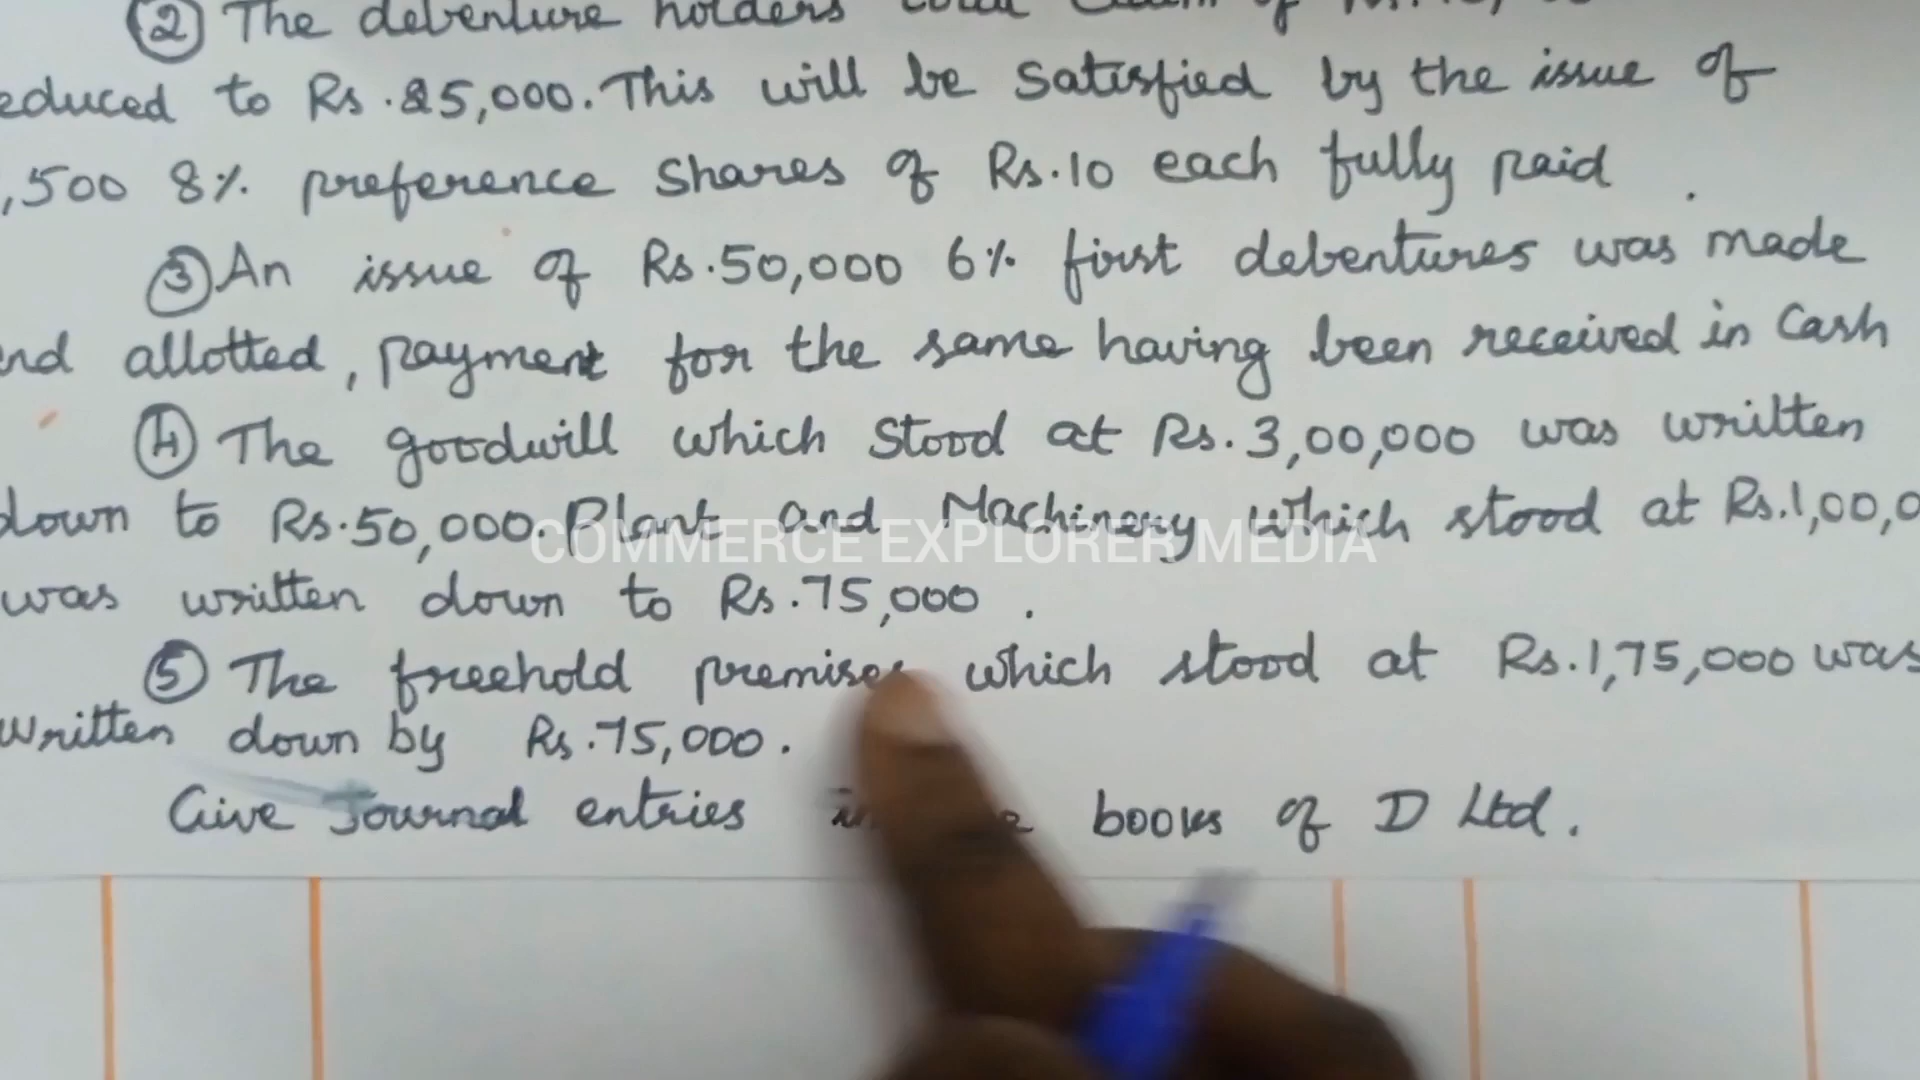 ② The debenture holders
educed to Rs. 85,000. This will be satisfied by the issue of
,500 8% preference shares of Rs.10 each fully paid .
③ An issue of Rs.50,000 6% first debentures was made
nd allotted, payment for the same having been received in cash
④ The goodwill which stood at Rs.3,00,000 was written
down to Rs.50,000. Plant and Machinery which stood at Rs.1,00,0
COMMERCE EXPLORER MEDIA
was written down to Rs.75,000 .
⑤ The freehold premises which stood at Rs.1,75,000 was
written down by Rs.75,000 .
Give Journal entries books of D Ltd.